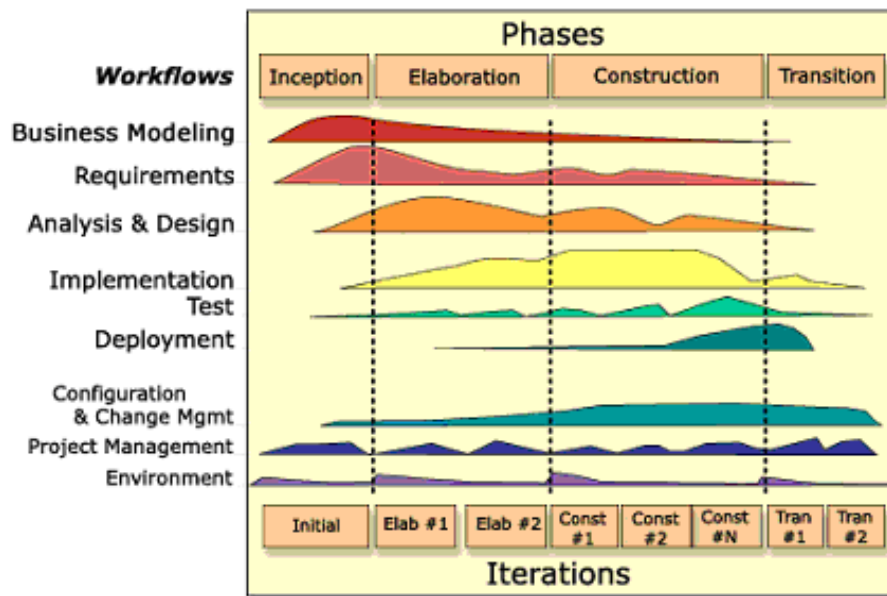 Phases
Workflows
Inception
Elaboration
Construction
Transition
Business Modeling
Requirements
Analysis & Design
Implementation
Test
Deployment
Configuration
& Change Mgmt
Project Management
Environment
Initial
Elab #1
Elab #2
Const
#1
Const
#2
Const
#N
Tran
#1
Tran
#2
Iterations